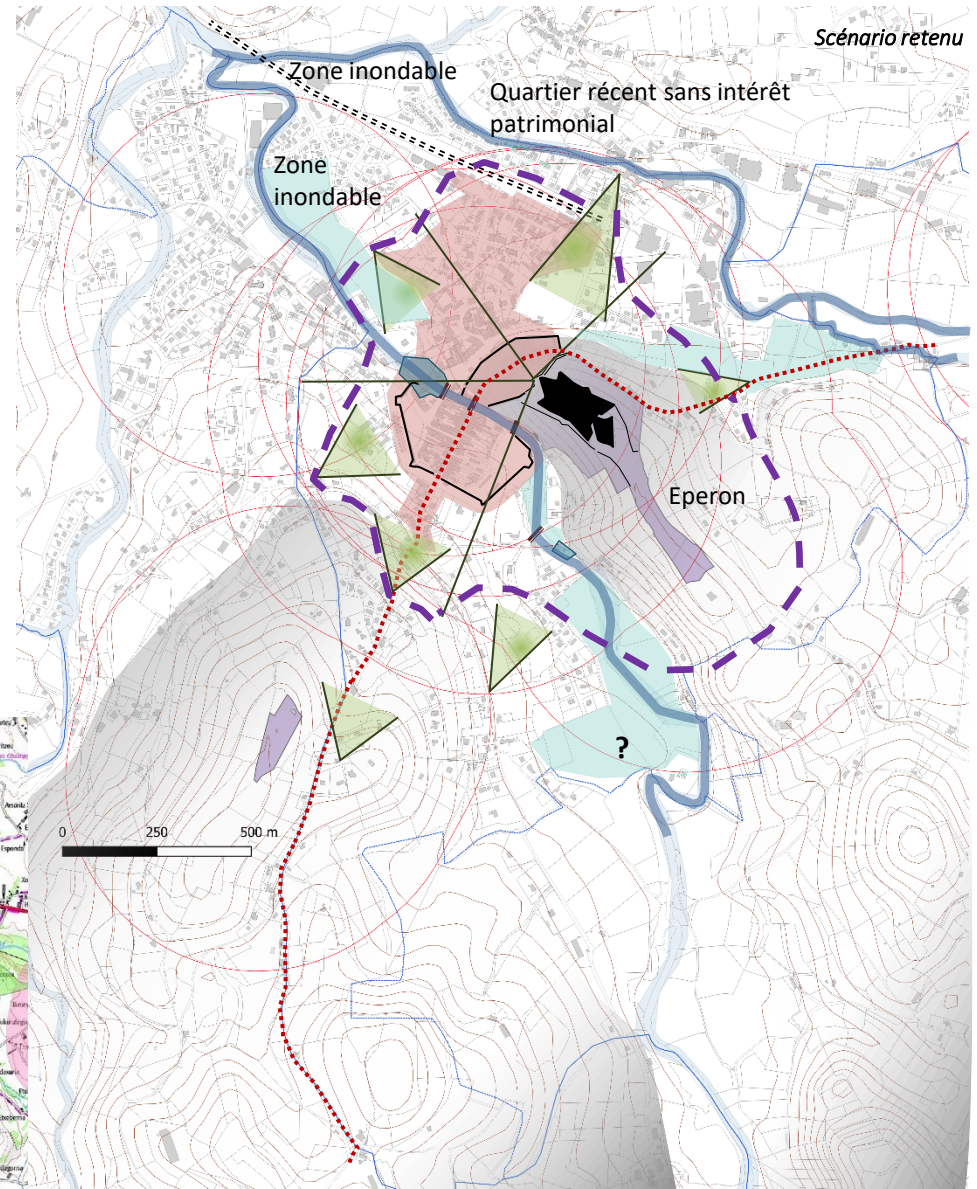 Scénario retenu
Zone inondable
Quartier récent sans intérêt
patrimonial
Zone
inondable
Eperon
?
0 250 500 m